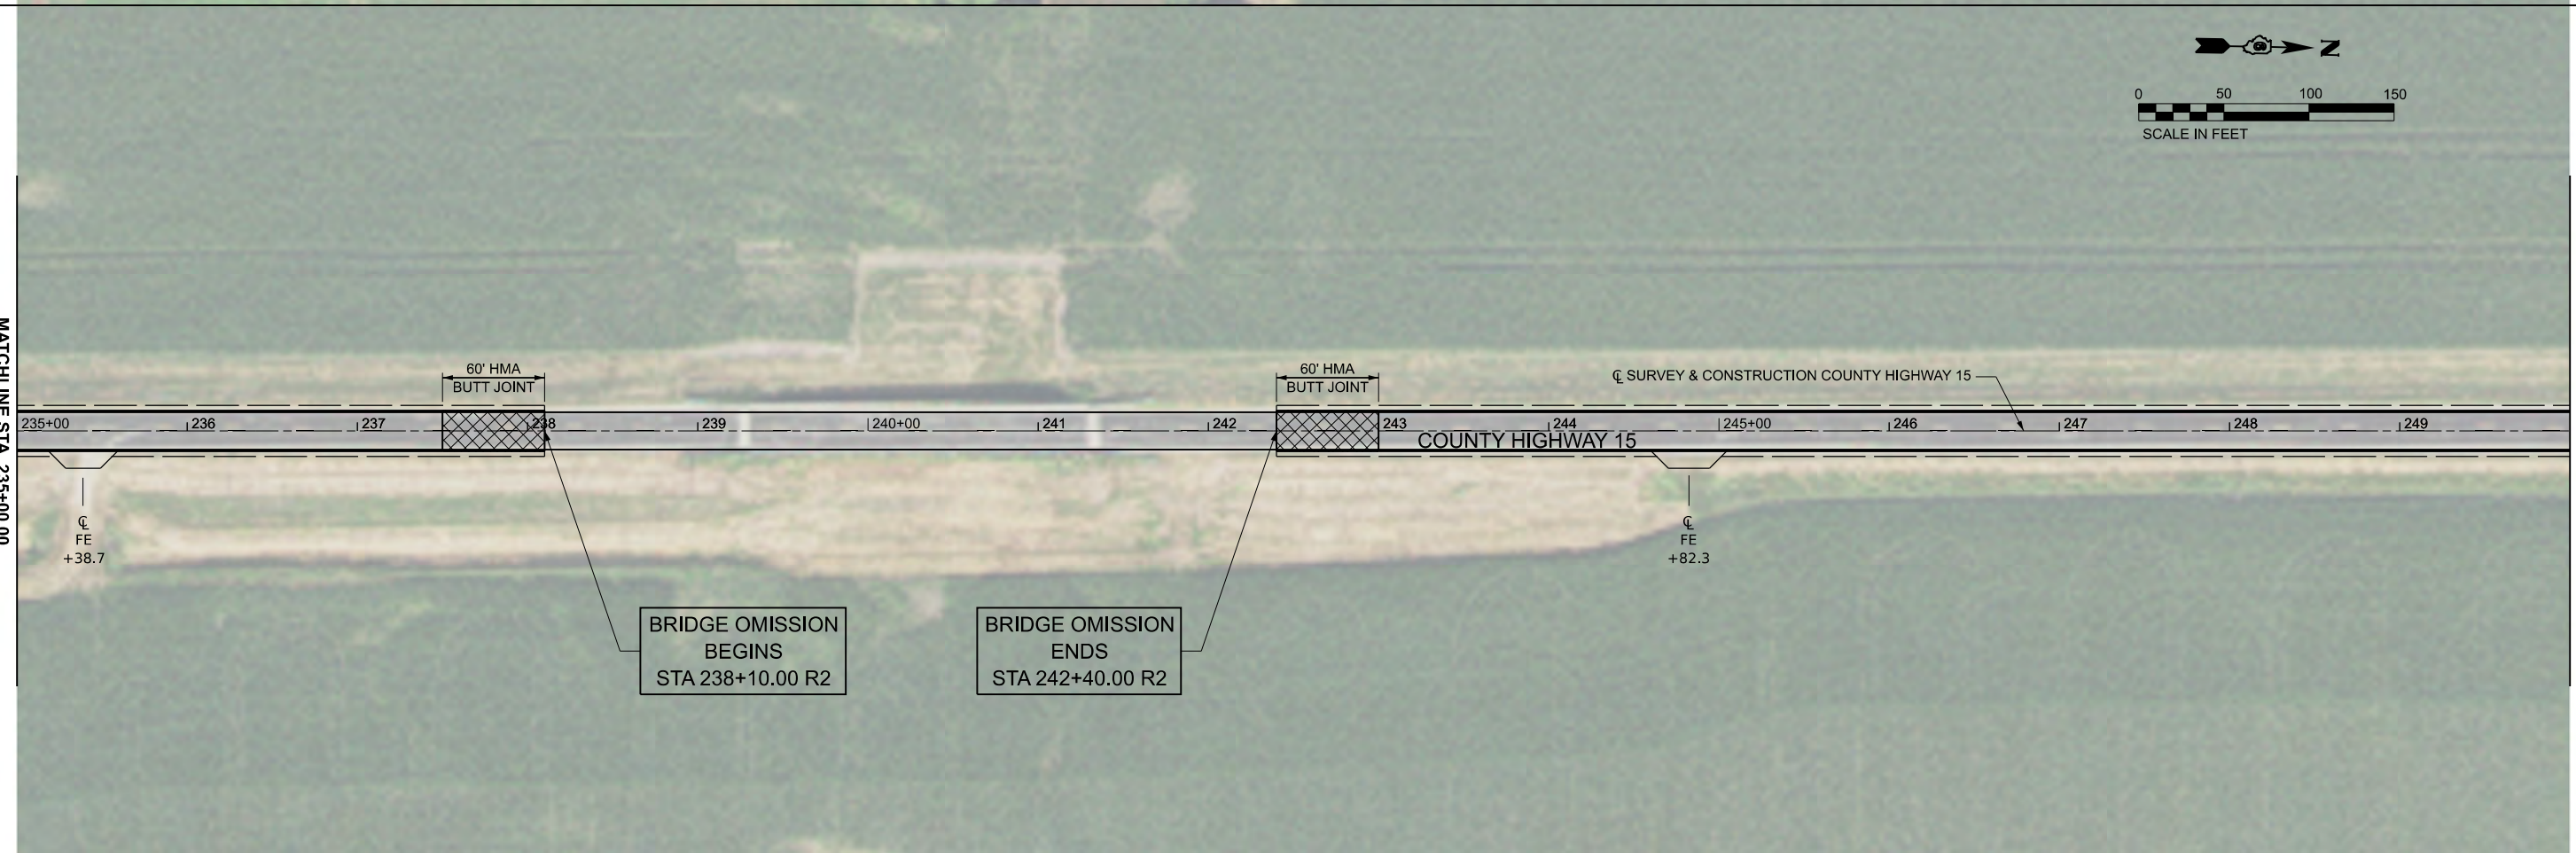 N
0 50 100 150
SCALE IN FEET
60' HMA
BUTT JOINT
60' HMA
BUTT JOINT
℄ SURVEY & CONSTRUCTION COUNTY HIGHWAY 15
235+00 236 237 238 239 240+00 241 242 243 244 245+00 246 247 248 249
COUNTY HIGHWAY 15
MATCHLINE STA 235+00.00
℄
FE
+38.7
℄
FE
+82.3
BRIDGE OMISSION
BEGINS
STA 238+10.00 R2
BRIDGE OMISSION
ENDS
STA 242+40.00 R2